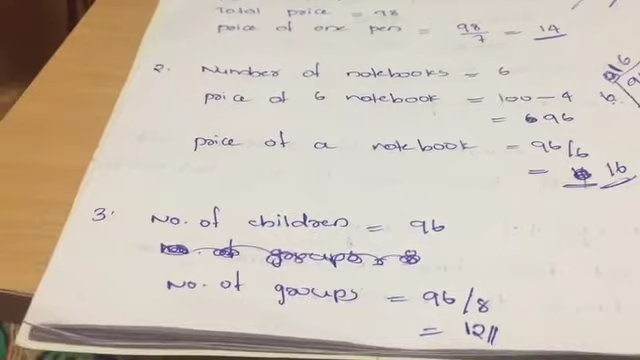 Total price = 98
price of one pen = 98/7 = 14
2. Number of notebooks = 6
price of 6 notebook = 100 - 4
= 96
price of a notebook = 96/6
= 16
3. No. of children = 96
No. of groups = 96/8
= 12